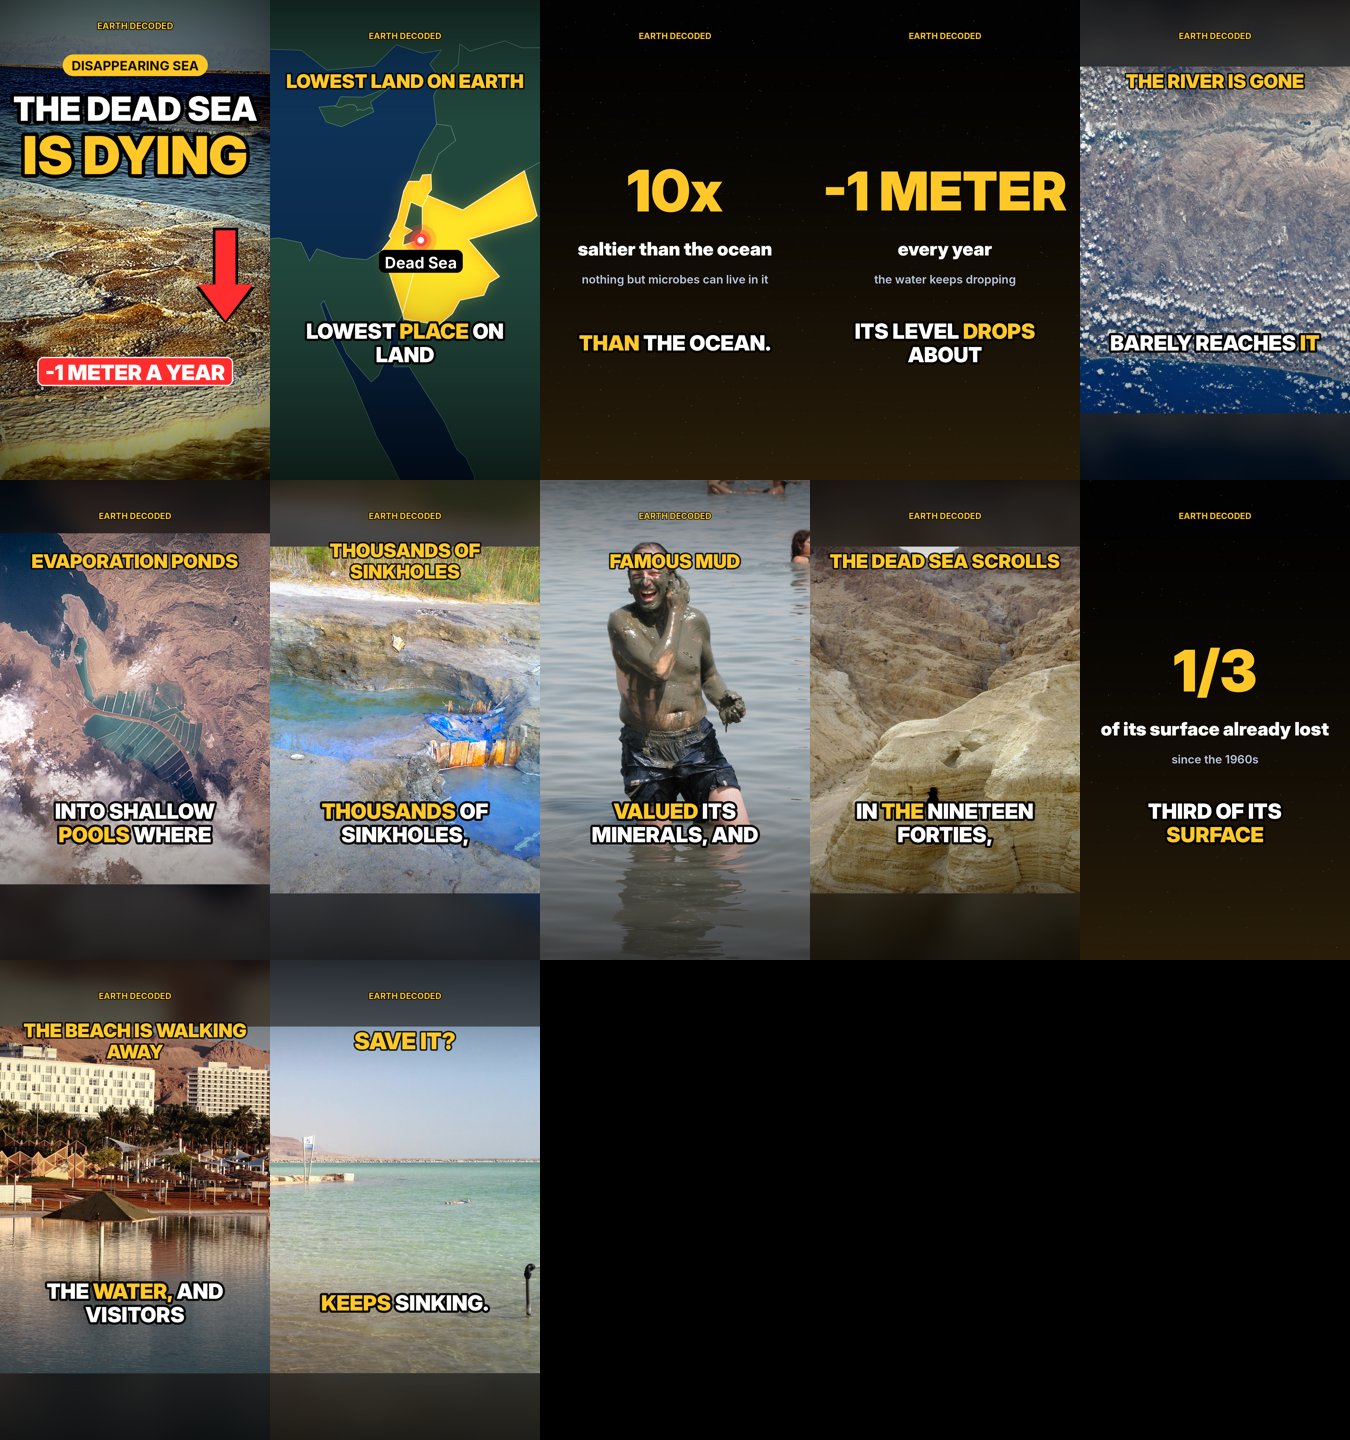 EARTH DECODED
DISAPPEARING SEA
THE DEAD SEA
IS DYING
-1 METER A YEAR
EARTH DECODED
LOWEST LAND ON EARTH
Dead Sea
LOWEST PLACE ON
LAND
EARTH DECODED
10x
saltier than the ocean
nothing but microbes can live in it
THAN THE OCEAN.
EARTH DECODED
-1 METER
every year
the water keeps dropping
ITS LEVEL DROPS
ABOUT
EARTH DECODED
THE RIVER IS GONE
BARELY REACHES IT
EARTH DECODED
EVAPORATION PONDS
INTO SHALLOW
POOLS WHERE
EARTH DECODED
THOUSANDS OF
SINKHOLES
THOUSANDS OF
SINKHOLES,
EARTH DECODED
FAMOUS MUD
VALUED ITS
MINERALS, AND
EARTH DECODED
THE DEAD SEA SCROLLS
IN THE NINETEEN
FORTIES,
EARTH DECODED
1/3
of its surface already lost
since the 1960s
THIRD OF ITS
SURFACE
EARTH DECODED
THE BEACH IS WALKING
AWAY
THE WATER, AND
VISITORS
EARTH DECODED
SAVE IT?
KEEPS SINKING.